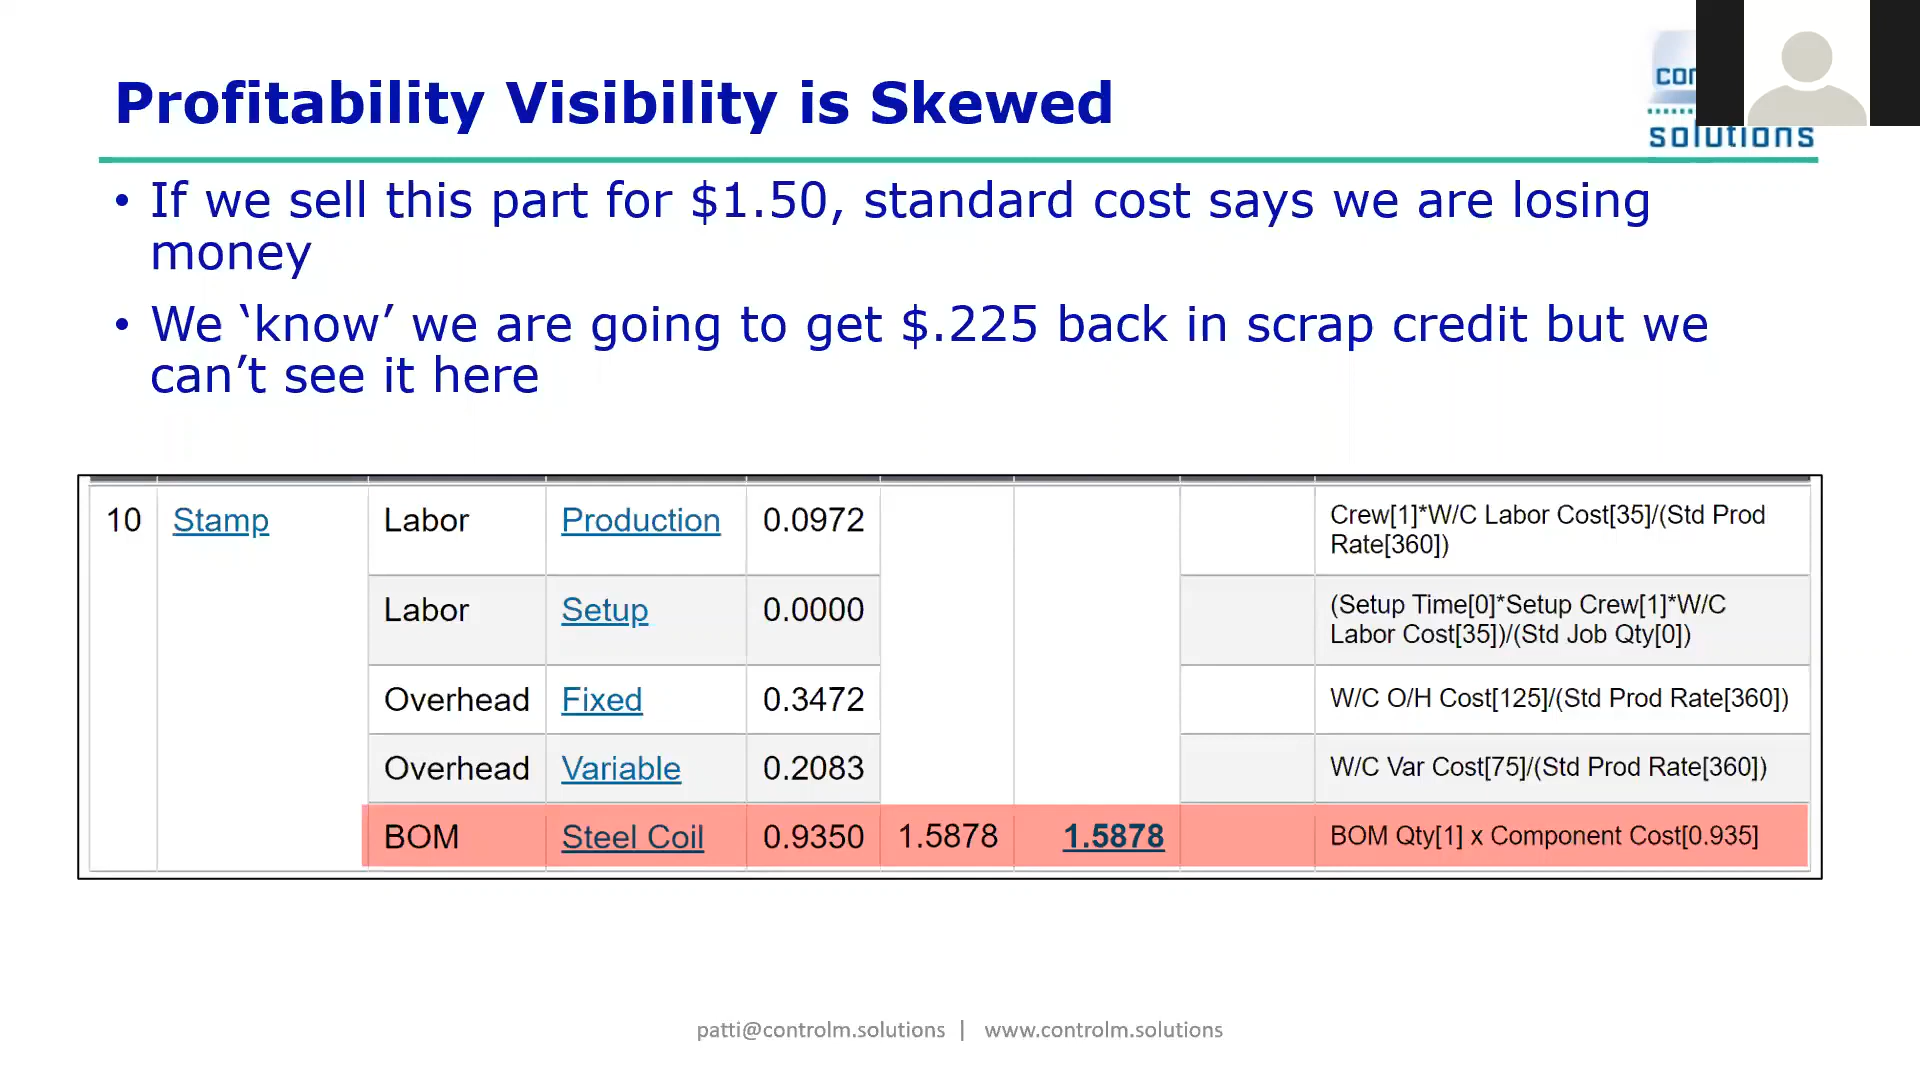 Profitability Visibility is Skewed
solutions
• If we sell this part for $1.50, standard cost says we are losing
money
• We ‘know’ we are going to get $.225 back in scrap credit but we
can’t see it here
10 Stamp Labor Production 0.0972 Crew[1]*W/C Labor Cost[35]/(Std Prod
Rate[360])
Labor Setup 0.0000 (Setup Time[0]*Setup Crew[1]*W/C
Labor Cost[35])/(Std Job Qty[0])
Overhead Fixed 0.3472 W/C O/H Cost[125]/(Std Prod Rate[360])
Overhead Variable 0.2083 W/C Var Cost[75]/(Std Prod Rate[360])
BOM Steel Coil 0.9350 1.5878 1.5878 BOM Qty[1] x Component Cost[0.935]
patti@controlm.solutions | www.controlm.solutions